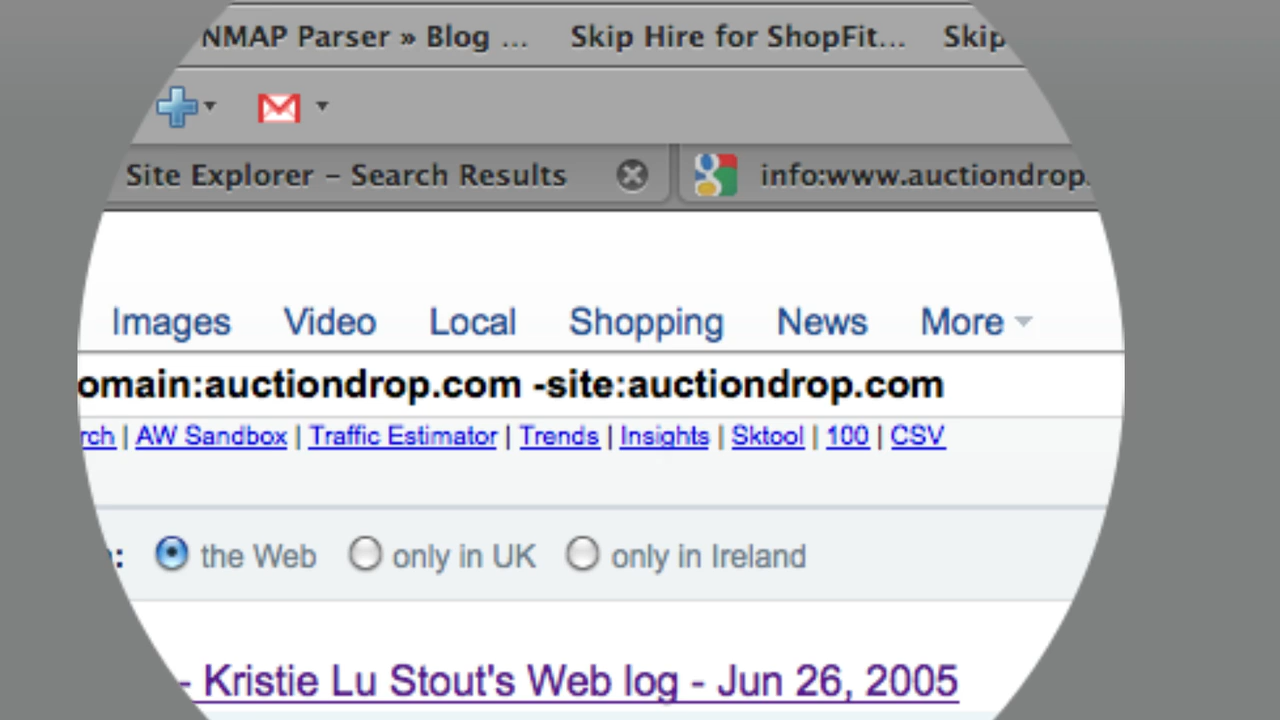 NMAP Parser » Blog ... Skip Hire for ShopFit... Skip
Site Explorer – Search Results info:www.auctiondrop.
Images Video Local Shopping News More
omain:auctiondrop.com -site:auctiondrop.com
rch | AW Sandbox | Traffic Estimator | Trends | Insights | Sktool | 100 | CSV
: the Web only in UK only in Ireland
- Kristie Lu Stout's Web log - Jun 26, 2005